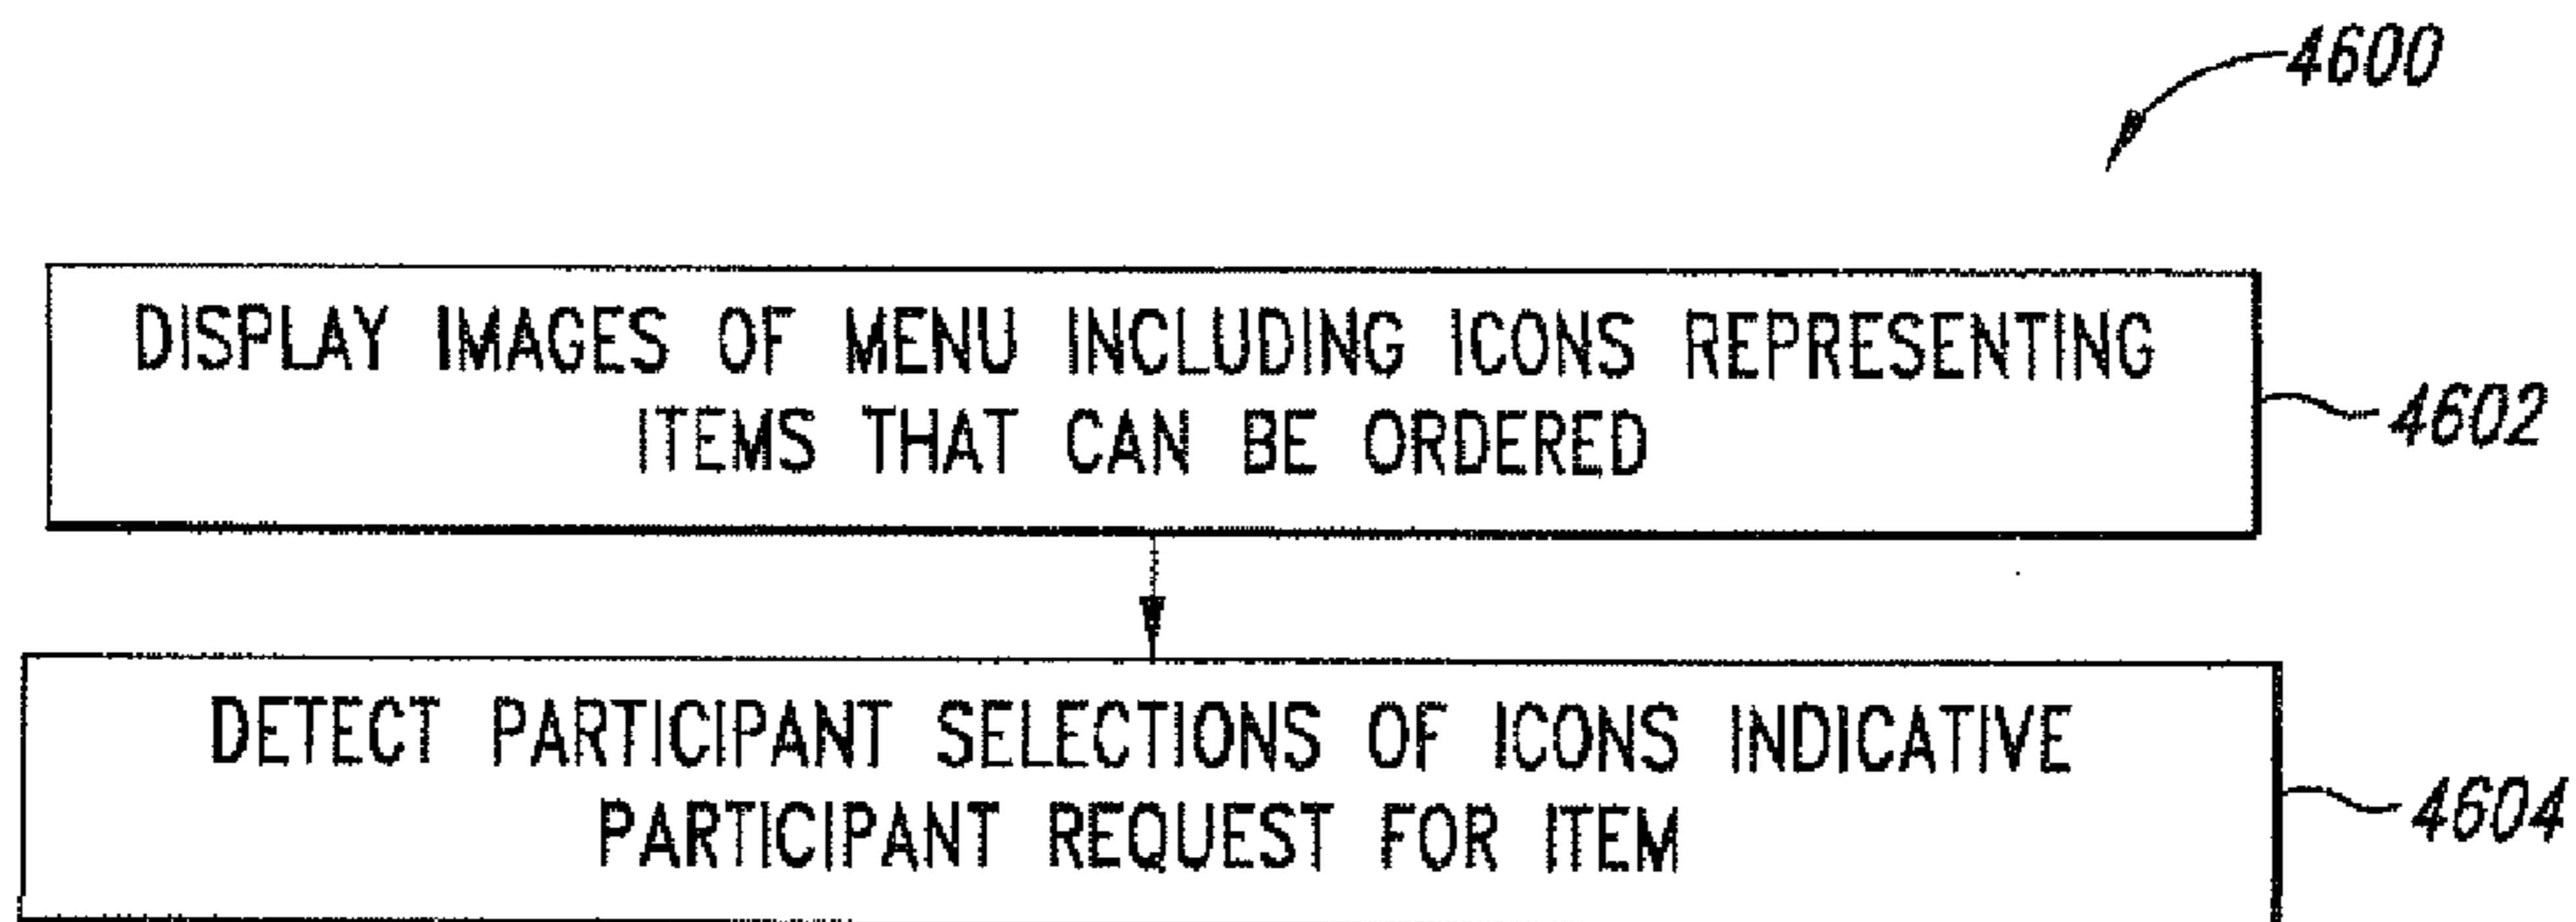 4600
DISPLAY IMAGES OF MENU INCLUDING ICONS REPRESENTING
ITEMS THAT CAN BE ORDERED
4602
DETECT PARTICIPANT SELECTIONS OF ICONS INDICATIVE
PARTICIPANT REQUEST FOR ITEM
4604